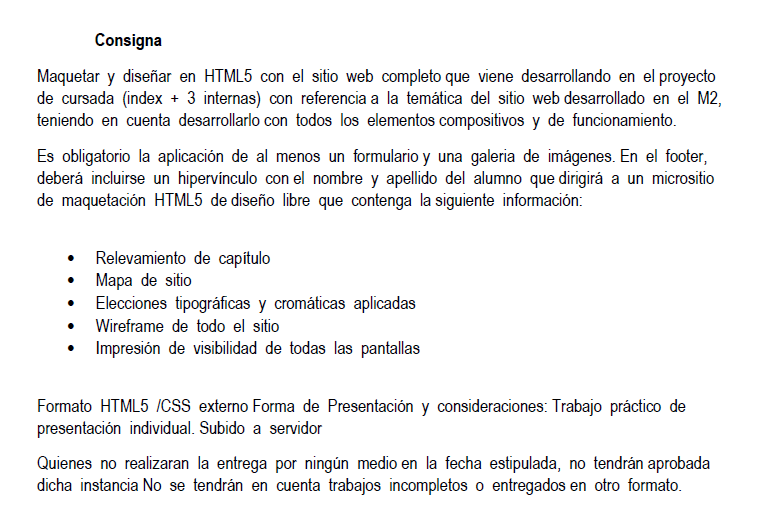 Consigna
Maquetar y diseñar en HTML5 con el sitio web completo que viene desarrollando en el proyecto
de cursada (index + 3 internas) con referencia a la temática del sitio web desarrollado en el M2,
teniendo en cuenta desarrollarlo con todos los elementos compositivos y de funcionamiento.
Es obligatorio la aplicación de al menos un formulario y una galeria de imágenes. En el footer,
deberá incluirse un hipervínculo con el nombre y apellido del alumno que dirigirá a un micrositio
de maquetación HTML5 de diseño libre que contenga la siguiente información:
• Relevamiento de capítulo
• Mapa de sitio
• Elecciones tipográficas y cromáticas aplicadas
• Wireframe de todo el sitio
• Impresión de visibilidad de todas las pantallas
Formato HTML5 /CSS externo Forma de Presentación y consideraciones: Trabajo práctico de
presentación individual. Subido a servidor
Quienes no realizaran la entrega por ningún medio en la fecha estipulada, no tendrán aprobada
dicha instancia No se tendrán en cuenta trabajos incompletos o entregados en otro formato.